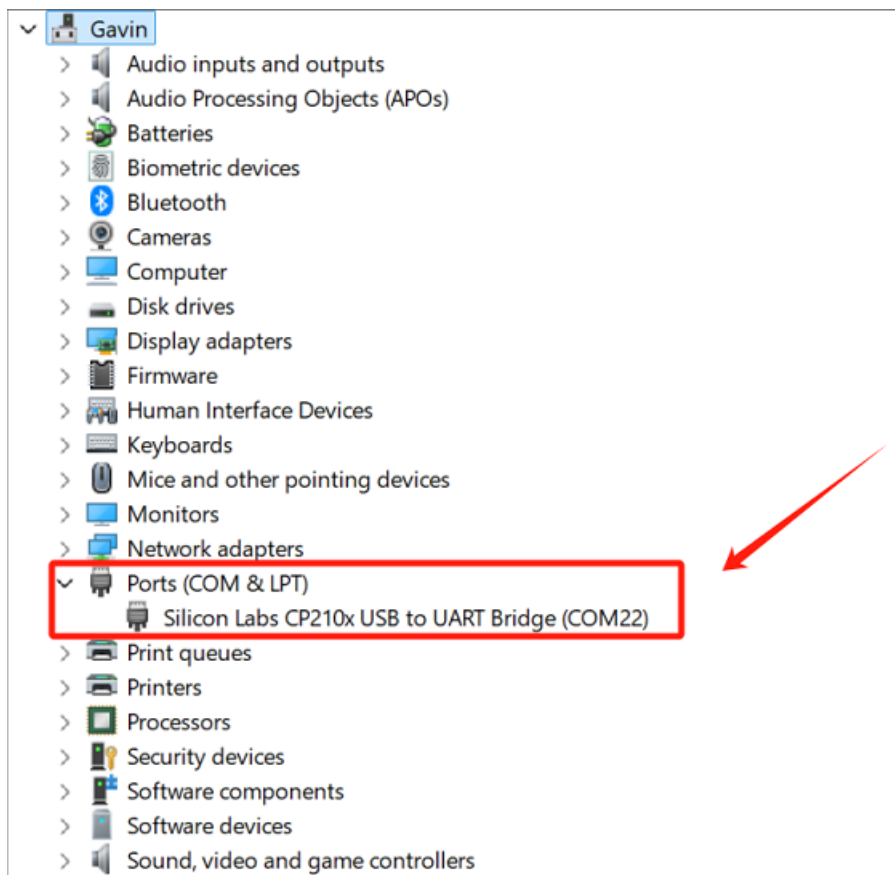 Gavin
Audio inputs and outputs
Audio Processing Objects (APOs)
Batteries
Biometric devices
Bluetooth
Cameras
Computer
Disk drives
Display adapters
Firmware
Human Interface Devices
Keyboards
Mice and other pointing devices
Monitors
Network adapters
Ports (COM & LPT)
Silicon Labs CP210x USB to UART Bridge (COM22)
Print queues
Printers
Processors
Security devices
Software components
Software devices
Sound, video and game controllers